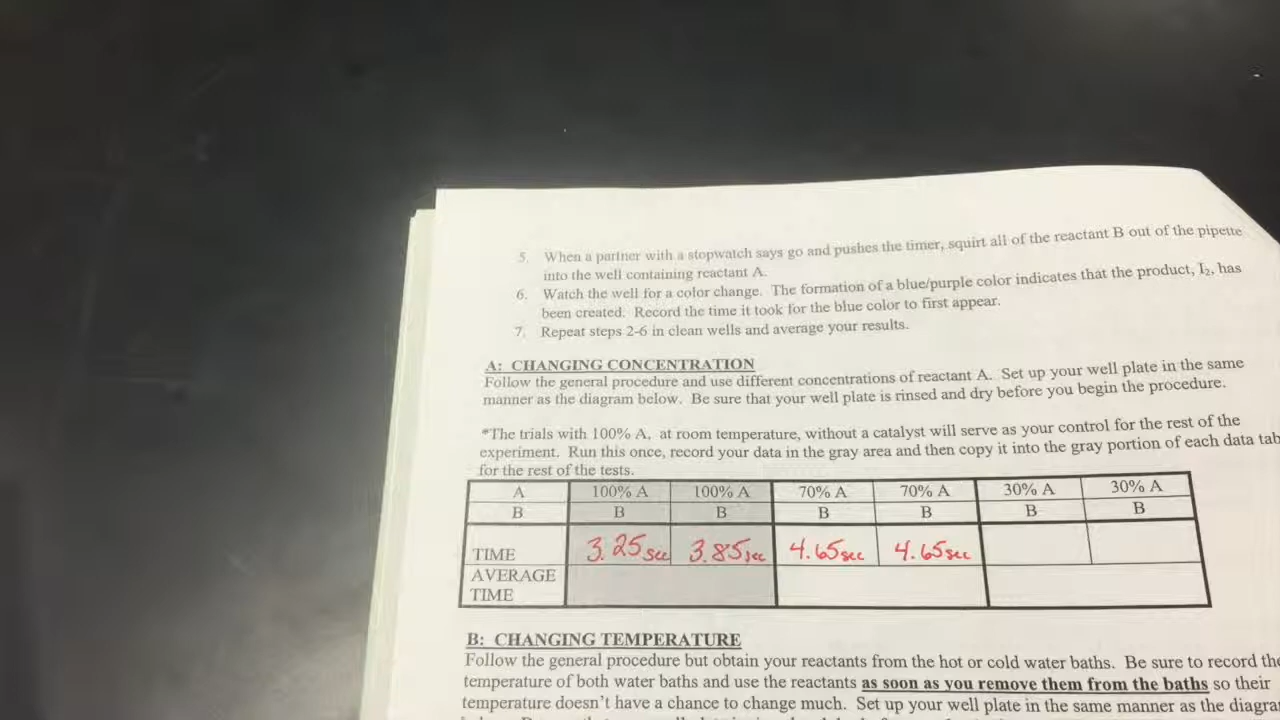 5. When a partner with a stopwatch says go and pushes the timer, squirt all of the reactant B out of the pipette
into the well containing reactant A.
6. Watch the well for a color change. The formation of a blue/purple color indicates that the product, I₂, has
been created. Record the time it took for the blue color to first appear.
7. Repeat steps 2-6 in clean wells and average your results.
A: CHANGING CONCENTRATION
Follow the general procedure and use different concentrations of reactant A. Set up your well plate in the same
manner as the diagram below. Be sure that your well plate is rinsed and dry before you begin the procedure.
*The trials with 100% A, at room temperature, without a catalyst will serve as your control for the rest of the
experiment. Run this once, record your data in the gray area and then copy it into the gray portion of each data tab
for the rest of the tests.
A 100% A 100% A 70% A 70% A 30% A 30% A
B B B B B B B
TIME 3.25 sec 3.85 sec 4.65 sec 4.65 sec
AVERAGE
TIME
B: CHANGING TEMPERATURE
Follow the general procedure but obtain your reactants from the hot or cold water baths. Be sure to record the
temperature of both water baths and use the reactants as soon as you remove them from the baths so their
temperature doesn't have a chance to change much. Set up your well plate in the same manner as the diagra